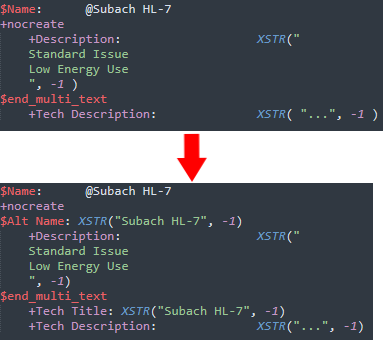 $Name:      @Subach HL-7
+nocreate
    +Description:                   XSTR("
    Standard Issue
    Low Energy Use
    ", -1 )
$end_multi_text
    +Tech Description:              XSTR( "...", -1 )
$Name:      @Subach HL-7
+nocreate
$Alt Name: XSTR("Subach HL-7", -1)
    +Description:                   XSTR("
    Standard Issue
    Low Energy Use
    ", -1)
$end_multi_text
    +Tech Title: XSTR("Subach HL-7", -1)
    +Tech Description:              XSTR("...", -1)